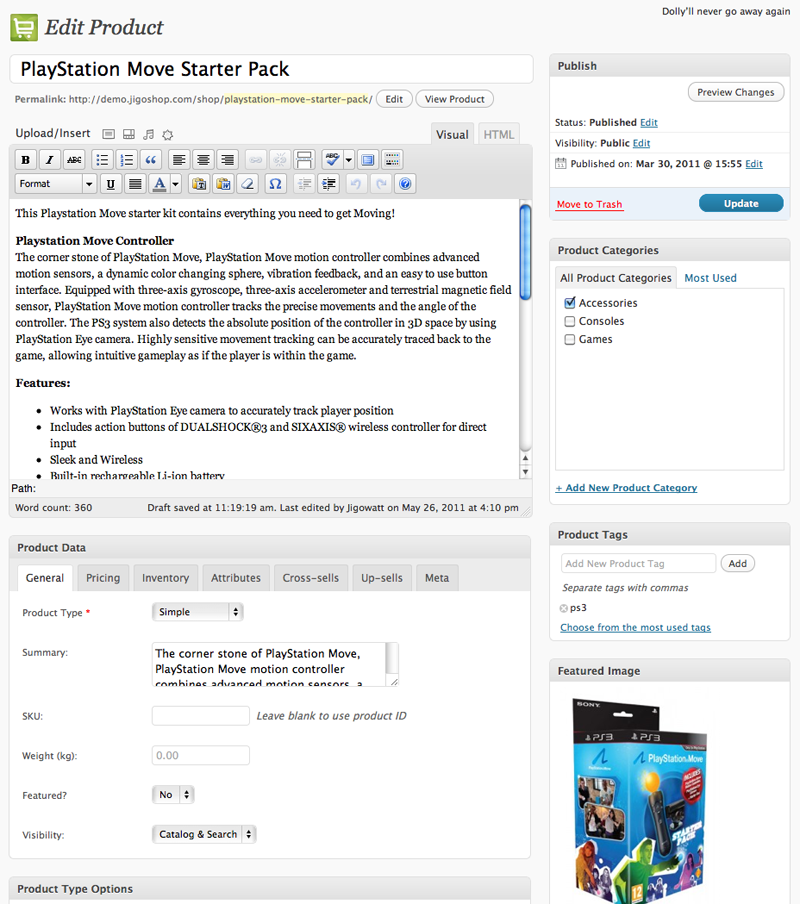 Dolly'll never go away again
Edit Product
PlayStation Move Starter Pack
Permalink: http://demo.jigoshop.com/shop/playstation-move-starter-pack/ Edit View Product
Upload/Insert Visual HTML
B I ABC ABC
Format U A
This Playstation Move starter kit contains everything you need to get Moving!
Playstation Move Controller
The corner stone of PlayStation Move, PlayStation Move motion controller combines advanced
motion sensors, a dynamic color changing sphere, vibration feedback, and an easy to use button
interface. Equipped with three-axis gyroscope, three-axis accelerometer and terrestrial magnetic field
sensor, PlayStation Move motion controller tracks the precise movements and the angle of the
controller. The PS3 system also detects the absolute position of the controller in 3D space by using
PlayStation Eye camera. Highly sensitive movement tracking can be accurately traced back to the
game, allowing intuitive gameplay as if the player is within the game.
Features:
Works with PlayStation Eye camera to accurately track player position
Includes action buttons of DUALSHOCK®3 and SIXAXIS® wireless controller for direct
input
Sleek and Wireless
Built-in rechargeable Li-ion battery
Path:
Word count: 360 Draft saved at 11:19:19 am. Last edited by Jigowatt on May 26, 2011 at 4:10 pm
Product Data
General Pricing Inventory Attributes Cross-sells Up-sells Meta
Product Type * Simple
Summary: The corner stone of PlayStation Move,
PlayStation Move motion controller
combines advanced motion sensors, a
SKU: Leave blank to use product ID
Weight (kg): 0.00
Featured? No
Visibility: Catalog & Search
Product Type Options
Publish
Preview Changes
Status: Published Edit
Visibility: Public Edit
Published on: Mar 30, 2011 @ 15:55 Edit
Move to Trash Update
Product Categories
All Product Categories Most Used
Accessories
Consoles
Games
+ Add New Product Category
Product Tags
Add New Product Tag Add
Separate tags with commas
ps3
Choose from the most used tags
Featured Image
SONY
PS3 PS3
PlayStation.Move
INCLUDES
STARTER
PACK
12